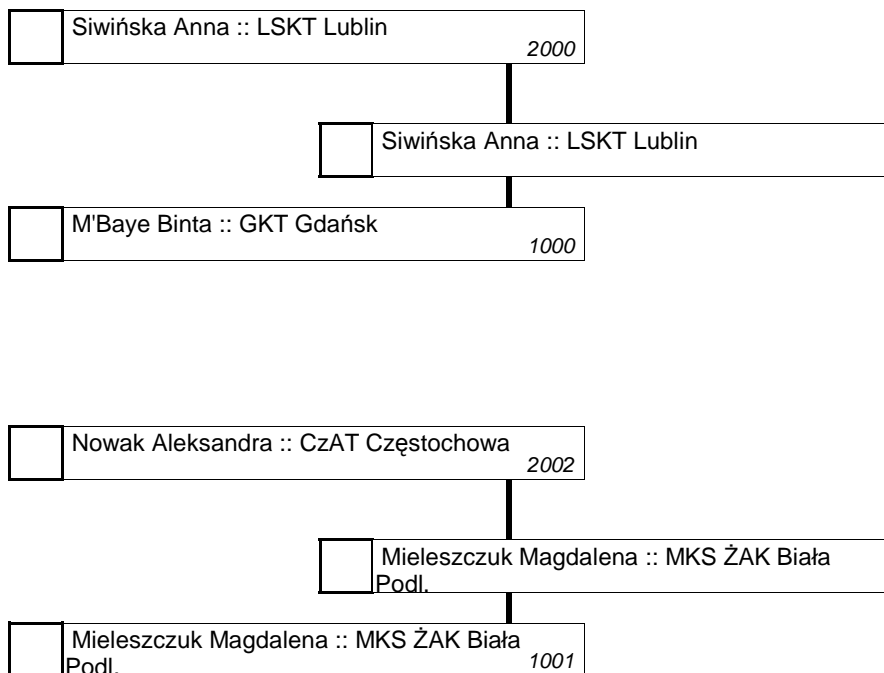 Siwińska Anna :: LSKT Lublin
2000
Siwińska Anna :: LSKT Lublin
M'Baye Binta :: GKT Gdańsk
1000
Nowak Aleksandra :: CzAT Częstochowa
2002
Mieleszczuk Magdalena :: MKS ŻAK Biała
Podl.
Mieleszczuk Magdalena :: MKS ŻAK Biała
Podl.
1001